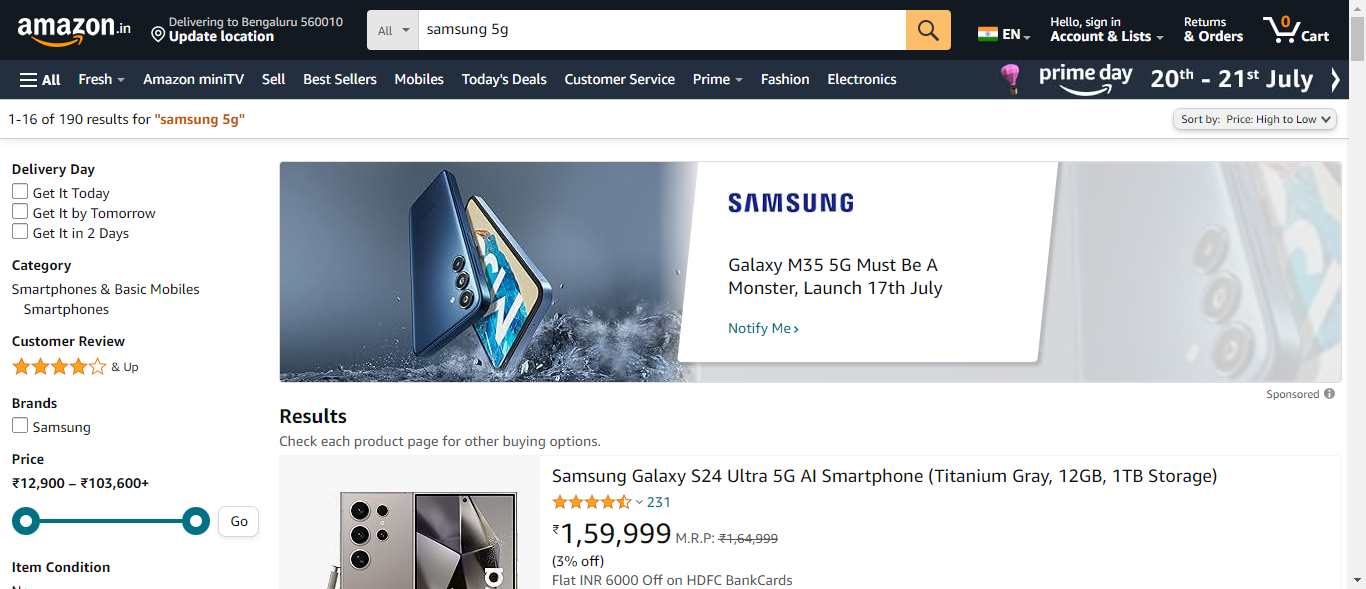 amazon.in
Delivering to Bengaluru 560010
Update location
All
samsung 5g
EN
Hello, sign in
Account & Lists
Returns
& Orders
0
Cart
All
Fresh
Amazon miniTV
Sell
Best Sellers
Mobiles
Today's Deals
Customer Service
Prime
Fashion
Electronics
prime day
20th - 21st July
1-16 of 190 results for "samsung 5g"
Sort by: Price: High to Low
Delivery Day
Get It Today
Get It by Tomorrow
Get It in 2 Days
Category
Smartphones & Basic Mobiles
Smartphones
Customer Review
& Up
Brands
Samsung
Price
₹12,900 – ₹103,600+
Go
Item Condition
SAMSUNG
Galaxy M35 5G Must Be A
Monster, Launch 17th July
Notify Me ›
Sponsored
Results
Check each product page for other buying options.
Samsung Galaxy S24 Ultra 5G AI Smartphone (Titanium Gray, 12GB, 1TB Storage)
231
₹1,59,999 M.R.P: ₹1,64,999
(3% off)
Flat INR 6000 Off on HDFC BankCards